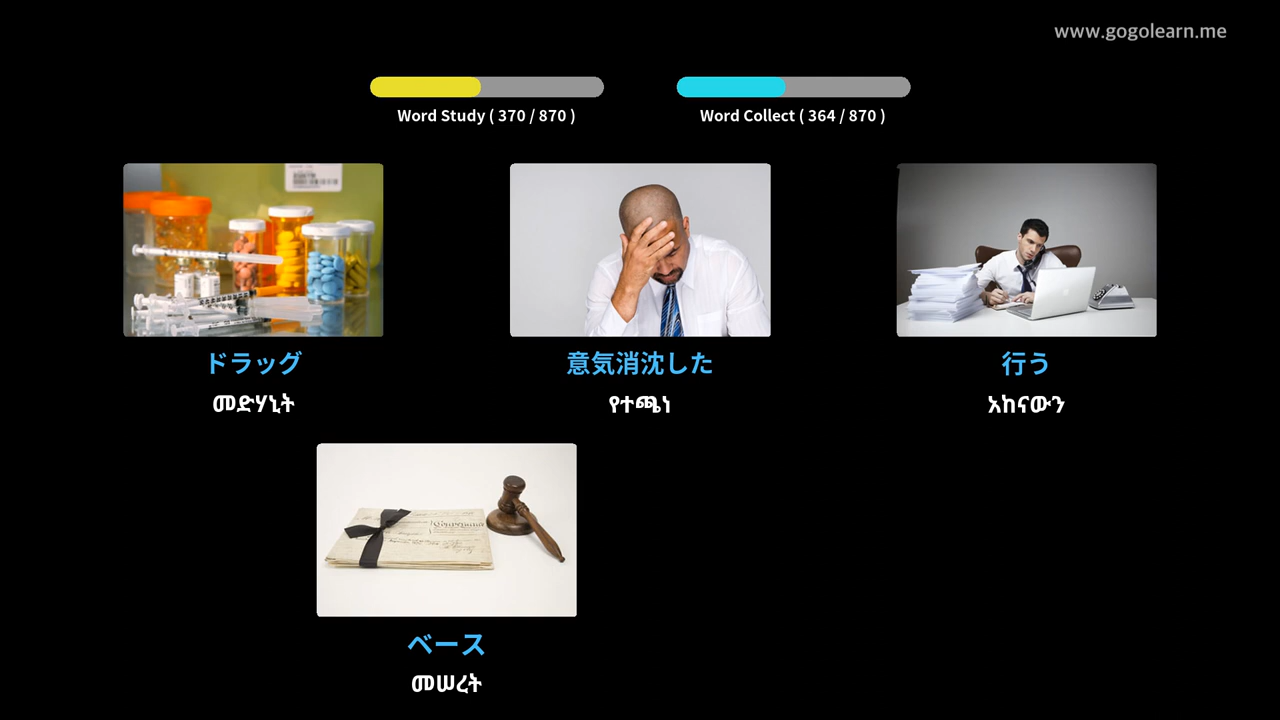 www.gogolearn.me
Word Study ( 370 / 870 )
Word Collect ( 364 / 870 )
ドラッグ
መድሃኒት
意気消沈した
የተጫነ
行う
አከናውን
ベース
መሠረት